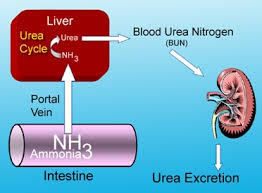 Liver
Urea
Cycle
Urea
NH3
Blood Urea Nitrogen
(BUN)
Portal
Vein
NH3
Ammonia
Intestine
Urea Excretion